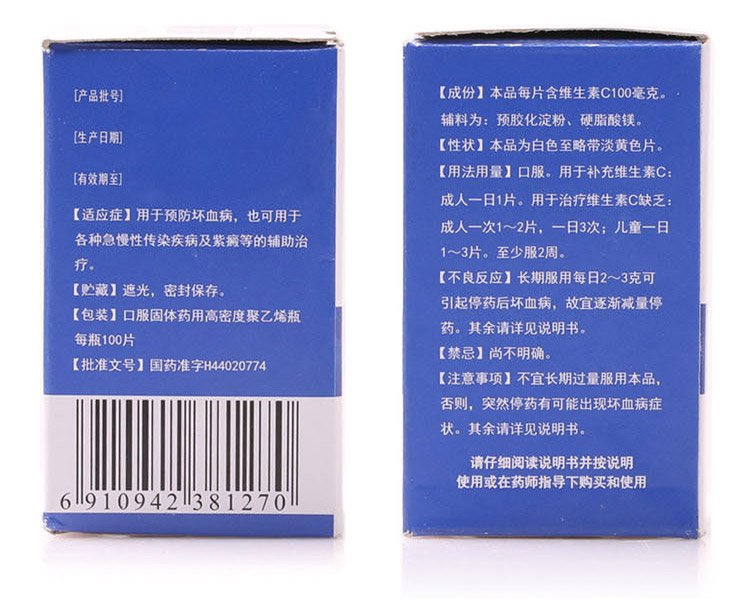 [产品批号]
[生产日期]
[有效期至]
【适应症】用于预防坏血病，也可用于
各种急慢性传染疾病及紫癜等的辅助治
疗。
【贮藏】遮光，密封保存。
【包装】口服固体药用高密度聚乙烯瓶
每瓶100片
【批准文号】国药准字H44020774
6 910942 381270
【成份】本品每片含维生素C100毫克。
辅料为：预胶化淀粉、硬脂酸镁。
【性状】本品为白色至略带淡黄色片。
【用法用量】口服。用于补充维生素C：
成人一日1片。用于治疗维生素C缺乏：
成人一次1～2片，一日3次；儿童一日
1～3片。至少服2周。
【不良反应】长期服用每日2～3克可
引起停药后坏血病，故宜逐渐减量停
药。其余请详见说明书。
【禁忌】尚不明确。
【注意事项】不宜长期过量服用本品，
否则，突然停药有可能出现坏血病症
状。其余请详见说明书。
请仔细阅读说明书并按说明
使用或在药师指导下购买和使用